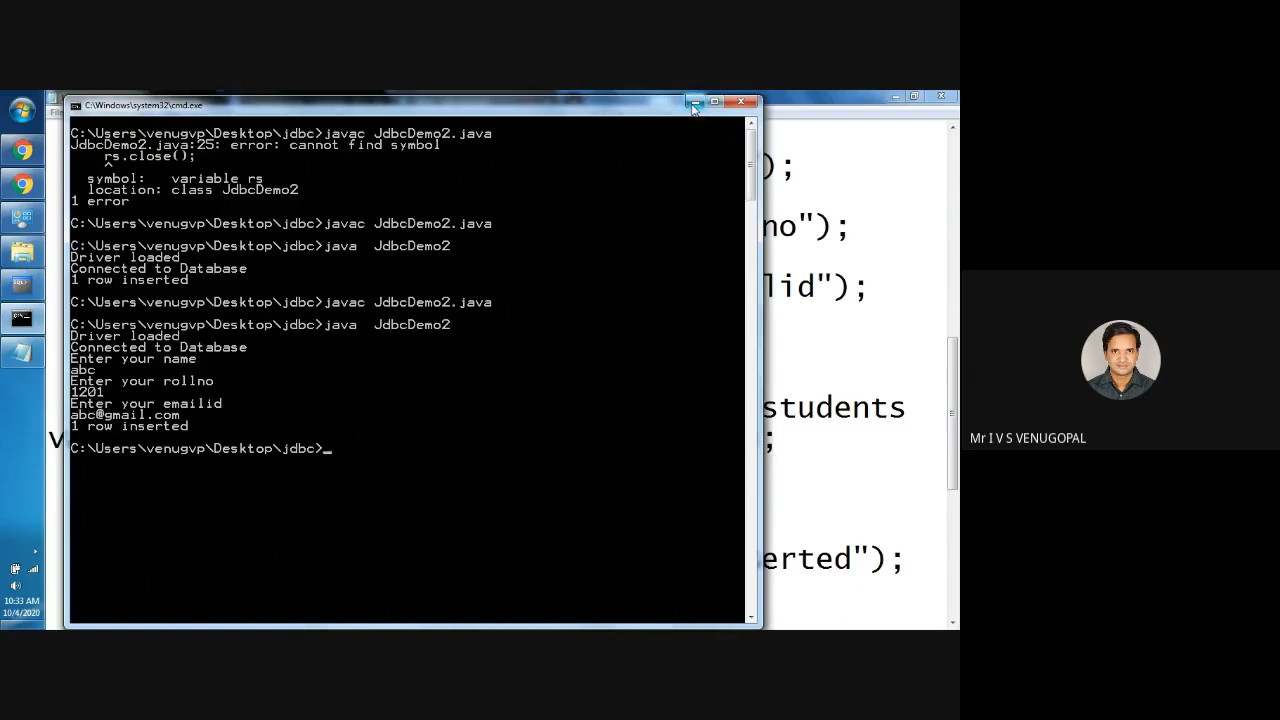 C:\Windows\system32\cmd.exe
C:\Users\venugvp\Desktop\jdbc>javac JdbcDemo2.java
JdbcDemo2.java:25: error: cannot find symbol
rs.close();
^
symbol:   variable rs
location: class JdbcDemo2
1 error
C:\Users\venugvp\Desktop\jdbc>javac JdbcDemo2.java
C:\Users\venugvp\Desktop\jdbc>java  JdbcDemo2
Driver loaded
Connected to Database
1 row inserted
C:\Users\venugvp\Desktop\jdbc>javac JdbcDemo2.java
C:\Users\venugvp\Desktop\jdbc>java  JdbcDemo2
Driver loaded
Connected to Database
Enter your name
abc
Enter your rollno
1201
Enter your emailid
abc@gmail.com
1 row inserted
C:\Users\venugvp\Desktop\jdbc>_
);
no");
lid");
students
;
erted");
Mr I V S VENUGOPAL
10:33 AM
10/4/2020